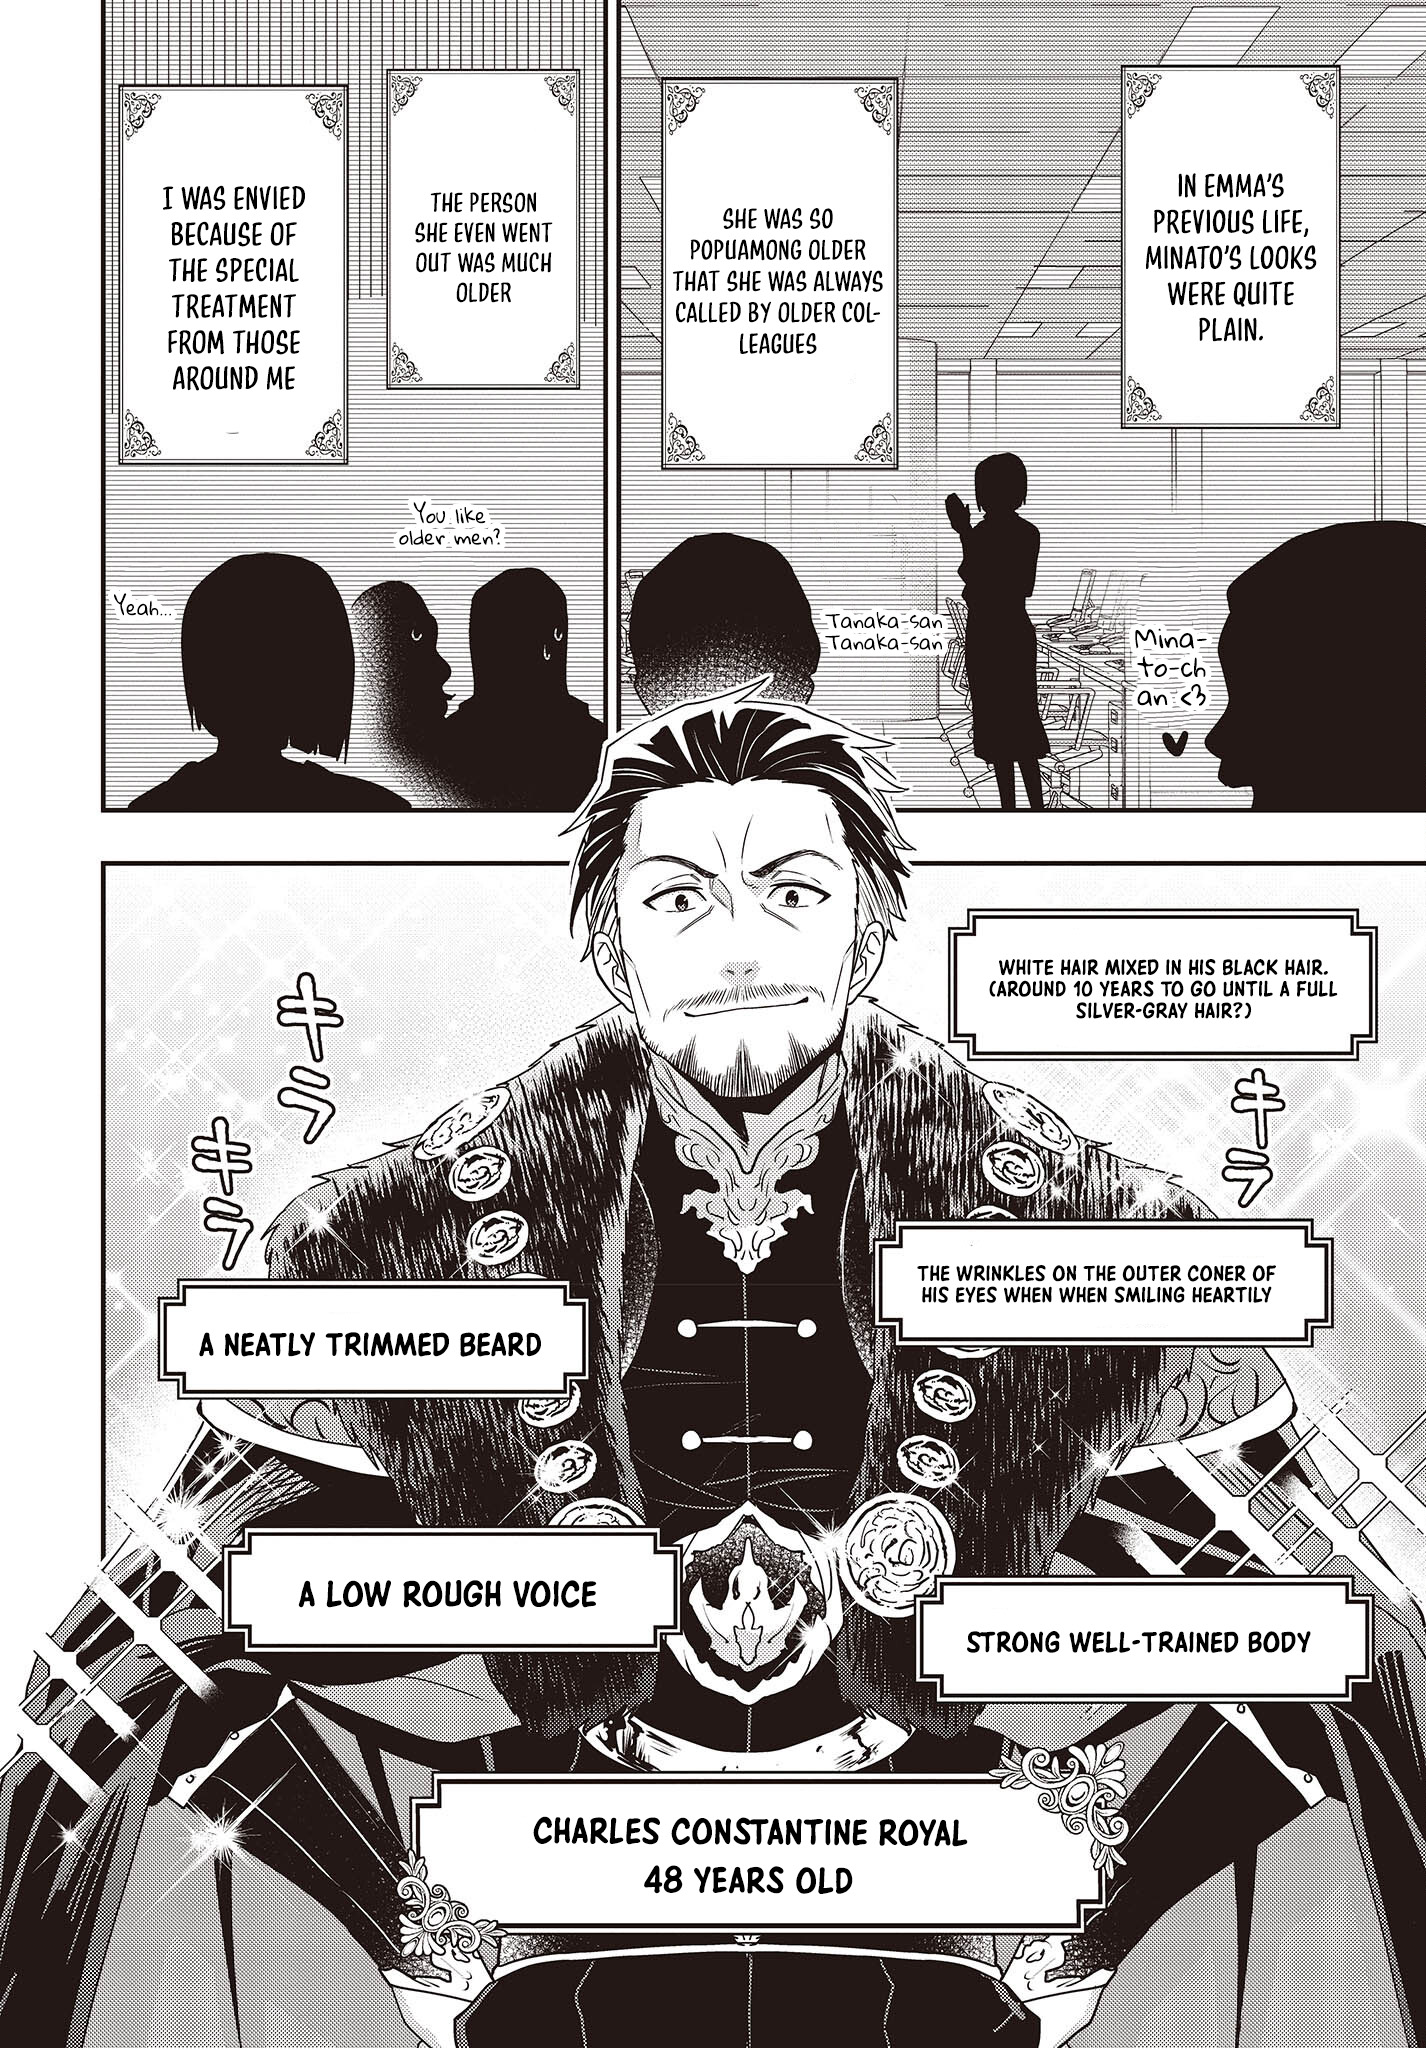 IN EMMA'S
PREVIOUS LIFE,
MINATO'S LOOKS
WERE QUITE
PLAIN.
SHE WAS SO
POPUAMONG OLDER
THAT SHE WAS ALWAYS
CALLED BY OLDER COL-
LEAGUES
Mina-
to-ch
an <3
Tanaka-san
Tanaka-san
THE PERSON
SHE EVEN WENT
OUT WAS MUCH
OLDER
I WAS ENVIED
BECAUSE OF
THE SPECIAL
TREATMENT
FROM THOSE
AROUND ME
You like
older men?
Yeah...
WHITE HAIR MIXED IN HIS BLACK HAIR.
(AROUND 10 YEARS TO GO UNTIL A FULL
SILVER-GRAY HAIR?)
キラ
キラ
キラ
THE WRINKLES ON THE OUTER CONER OF
HIS EYES WHEN WHEN SMILING HEARTILY
A NEATLY TRIMMED BEARD
A LOW ROUGH VOICE
STRONG WELL-TRAINED BODY
CHARLES CONSTANTINE ROYAL
48 YEARS OLD